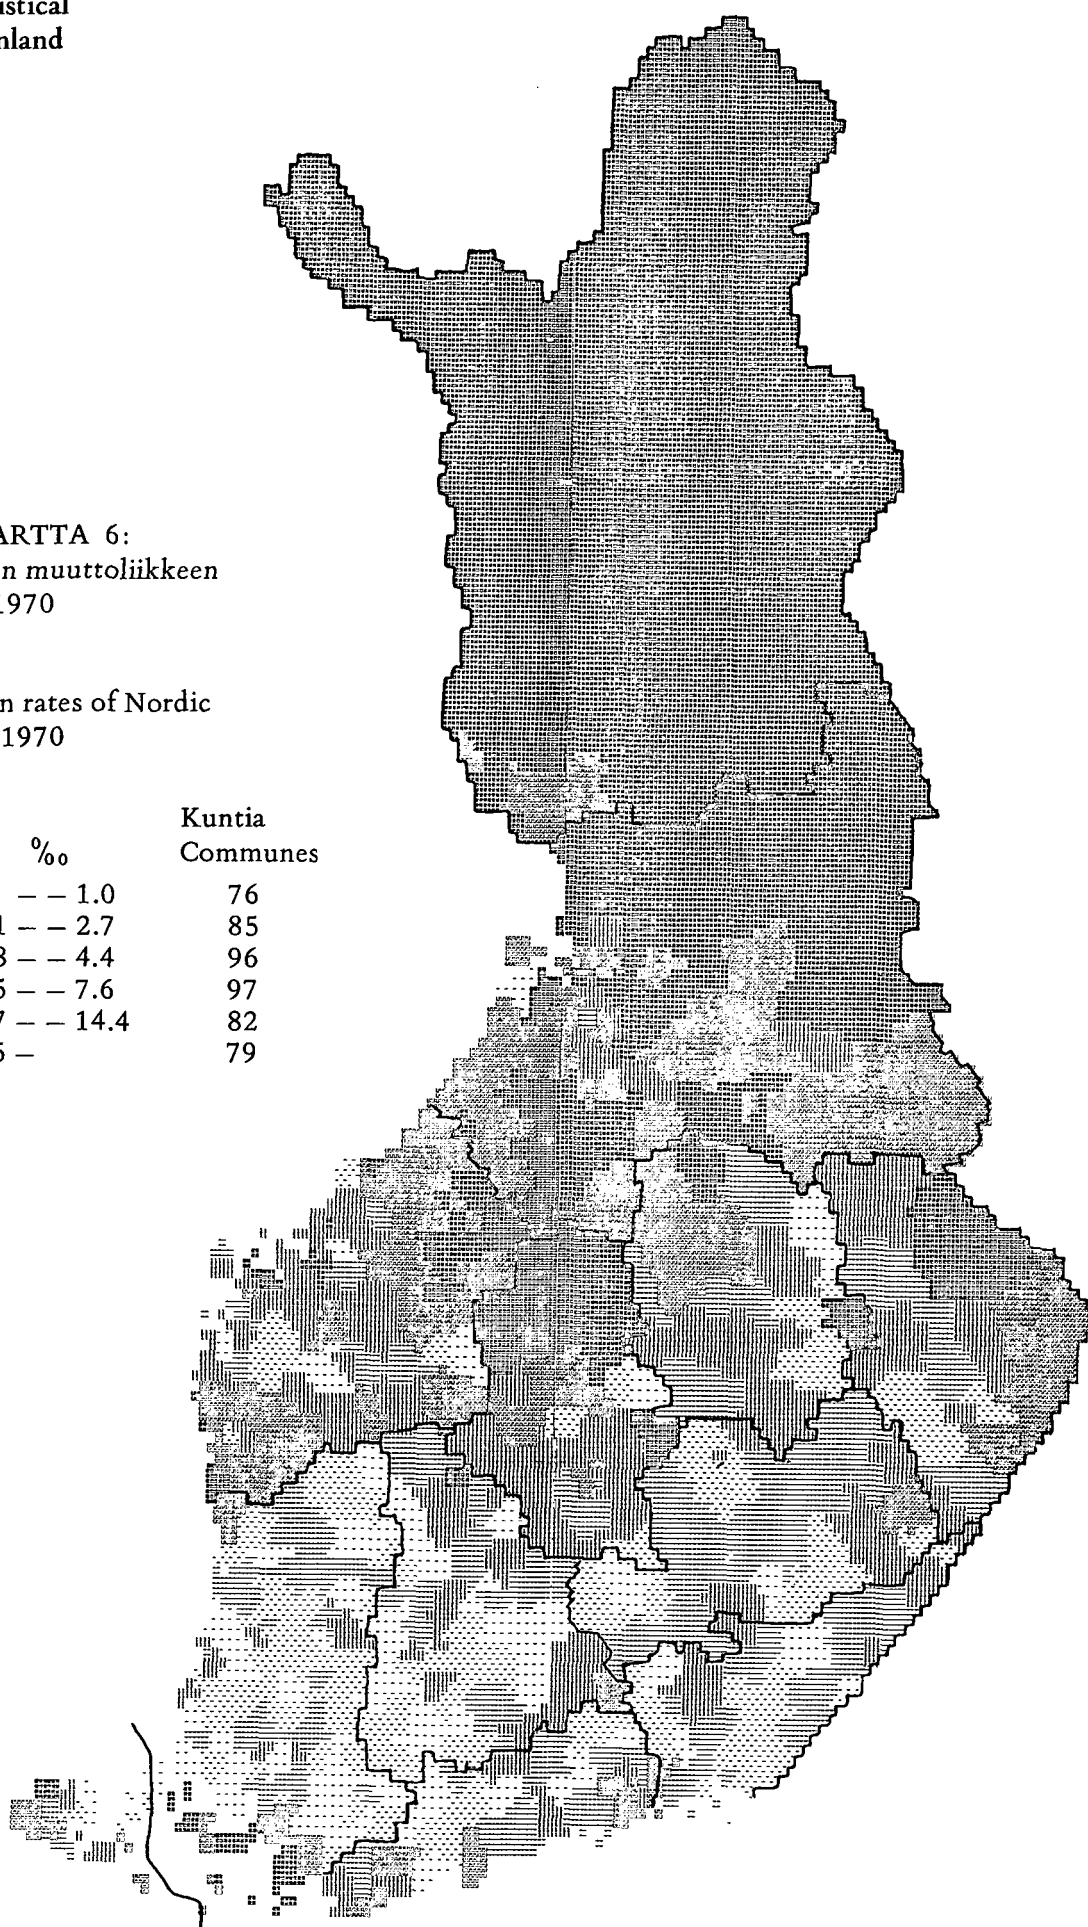 istical
nland
ARTTA 6:
n muuttoliikkeen
1970
n rates of Nordic
1970
Kuntia
‰ Communes
– – 1.0 76
1 – – 2.7 85
3 – – 4.4 96
5 – – 7.6 97
7 – – 14.4 82
5 – 79